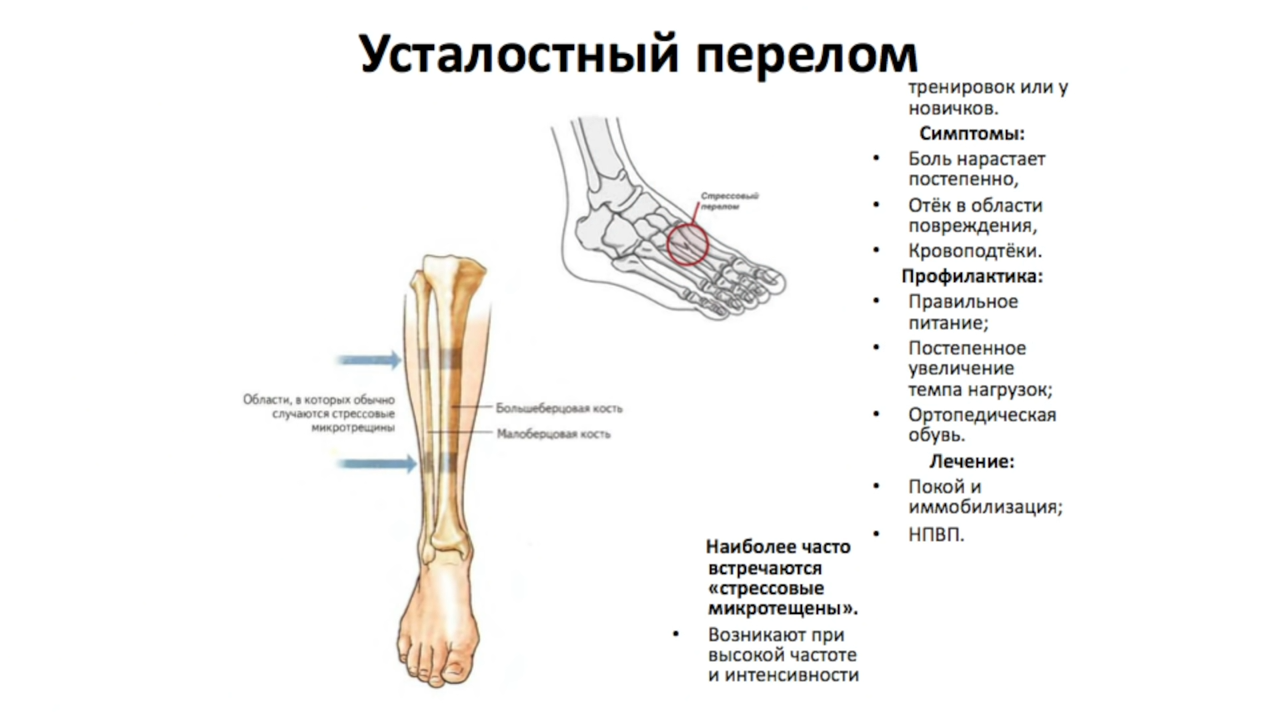 Усталостный перелом
Стрессовый
перелом
Области, в которых обычно
случаются стрессовые
микротрещины
Большеберцовая кость
Малоберцовая кость
Наиболее часто
встречаются
«стрессовые
микротещены».
• Возникают при
высокой частоте
и интенсивности
тренировок или у
новичков.
Симптомы:
• Боль нарастает
постепенно,
• Отёк в области
повреждения,
• Кровоподтёки.
Профилактика:
• Правильное
питание;
• Постепенное
увеличение
темпа нагрузок;
• Ортопедическая
обувь.
Лечение:
• Покой и
иммобилизация;
• НПВП.